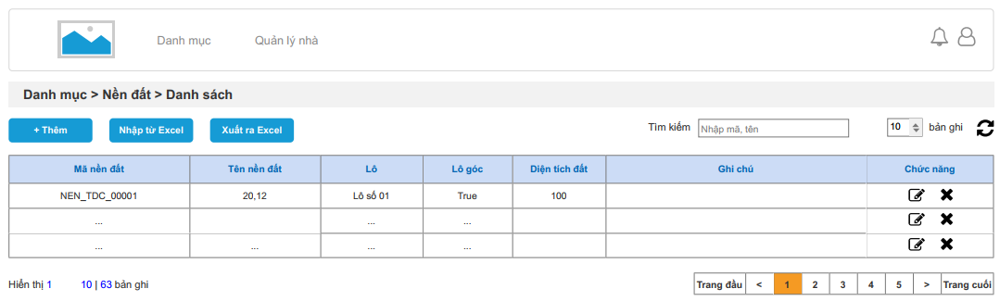 Danh mục Quản lý nhà
Danh mục > Nền đất > Danh sách
+ Thêm Nhập từ Excel Xuất ra Excel Tìm kiếm Nhập mã, tên 10 bản ghi
Mã nền đất Tên nền đất Lô Lô góc Diện tích đất Ghi chú Chức năng
NEN_TDC_00001 20,12 Lô số 01 True 100
... ... ...
... ... ... ...
Hiển thị 1 10 | 63 bản ghi Trang đầu < 1 2 3 4 5 > Trang cuối